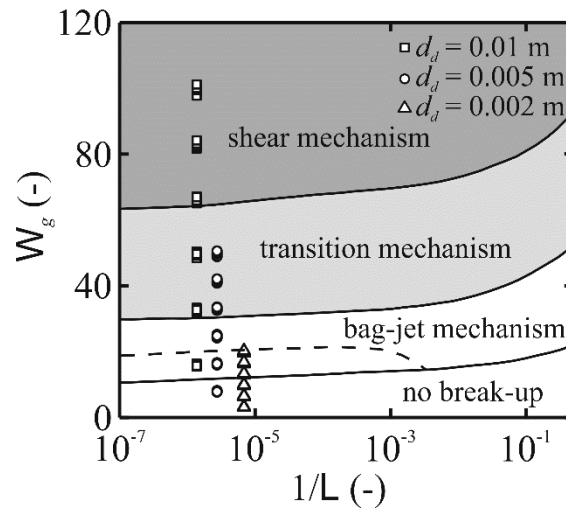 120
□ d_d = 0.01 m
○ d_d = 0.005 m
△ d_d = 0.002 m
shear mechanism
80
W_g (-)
transition mechanism
40
bag-jet mechanism
no break-up
0
10^-7
10^-5
10^-3
10^-1
1/L (-)